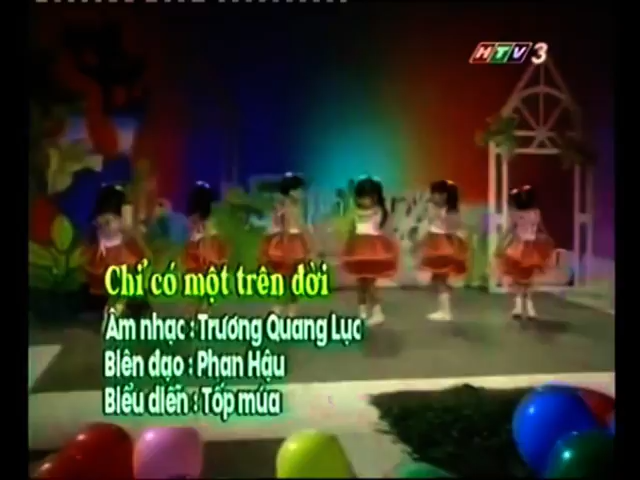 HTV3
Chỉ có một trên đời
Âm nhạc : Trương Quang Lục
Biên đạo : Phan Hậu
Biểu diễn : Tốp múa